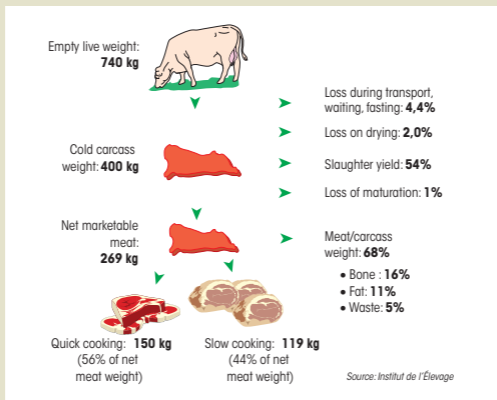 Empty live weight:
740 kg
Loss during transport,
waiting, fasting: 4,4%
Loss on drying: 2,0%
Cold carcass
weight: 400 kg
Slaughter yield: 54%
Loss of maturation: 1%
Net marketable
meat:
269 kg
Meat/carcass
weight: 68%
• Bone : 16%
• Fat: 11%
• Waste: 5%
Quick cooking: 150 kg
(56% of net
meat weight)
Slow cooking: 119 kg
(44% of net
meat weight)
Source: Institut de l'Élevage